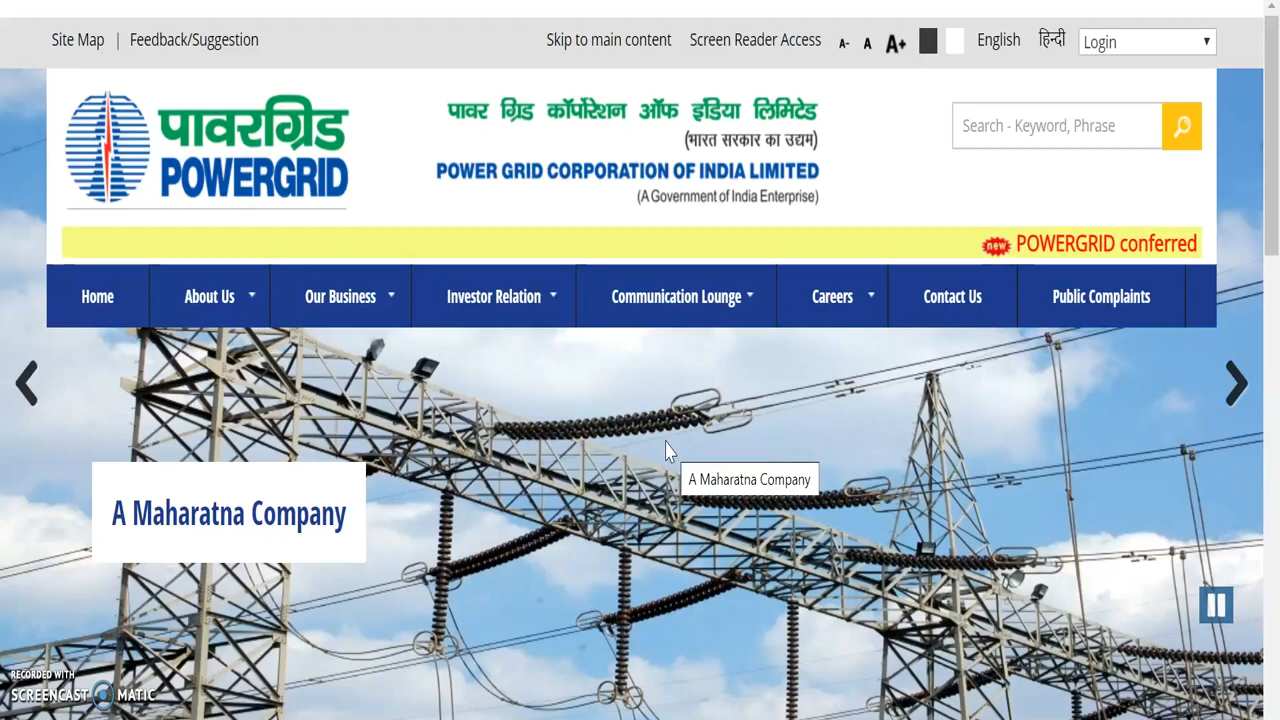 Site Map | Feedback/Suggestion
Skip to main content Screen Reader Access A- A A+ English हिन्दी Login
पावरग्रिड
POWERGRID
पावर ग्रिड कॉर्पोरेशन ऑफ इंडिया लिमिटेड
(भारत सरकार का उद्यम)
POWER GRID CORPORATION OF INDIA LIMITED
(A Government of India Enterprise)
Search - Keyword, Phrase
new POWERGRID conferred
Home About Us Our Business Investor Relation Communication Lounge Careers Contact Us Public Complaints
A Maharatna Company
A Maharatna Company
RECORDED WITH
SCREENCAST MATIC